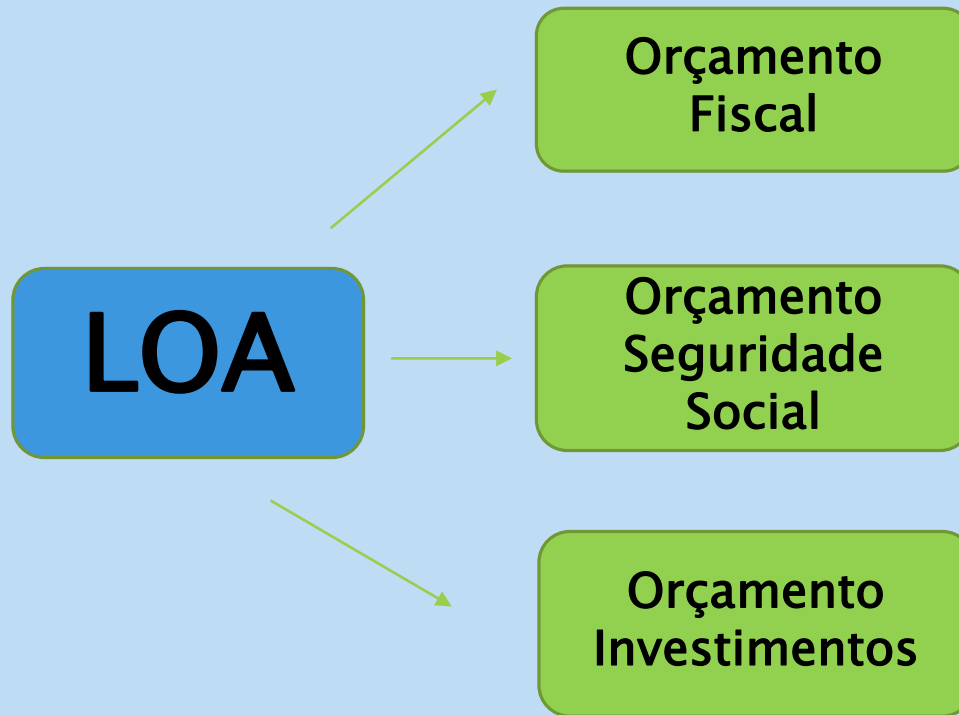 LOA
Orçamento
Fiscal
Orçamento
Seguridade
Social
Orçamento
Investimentos